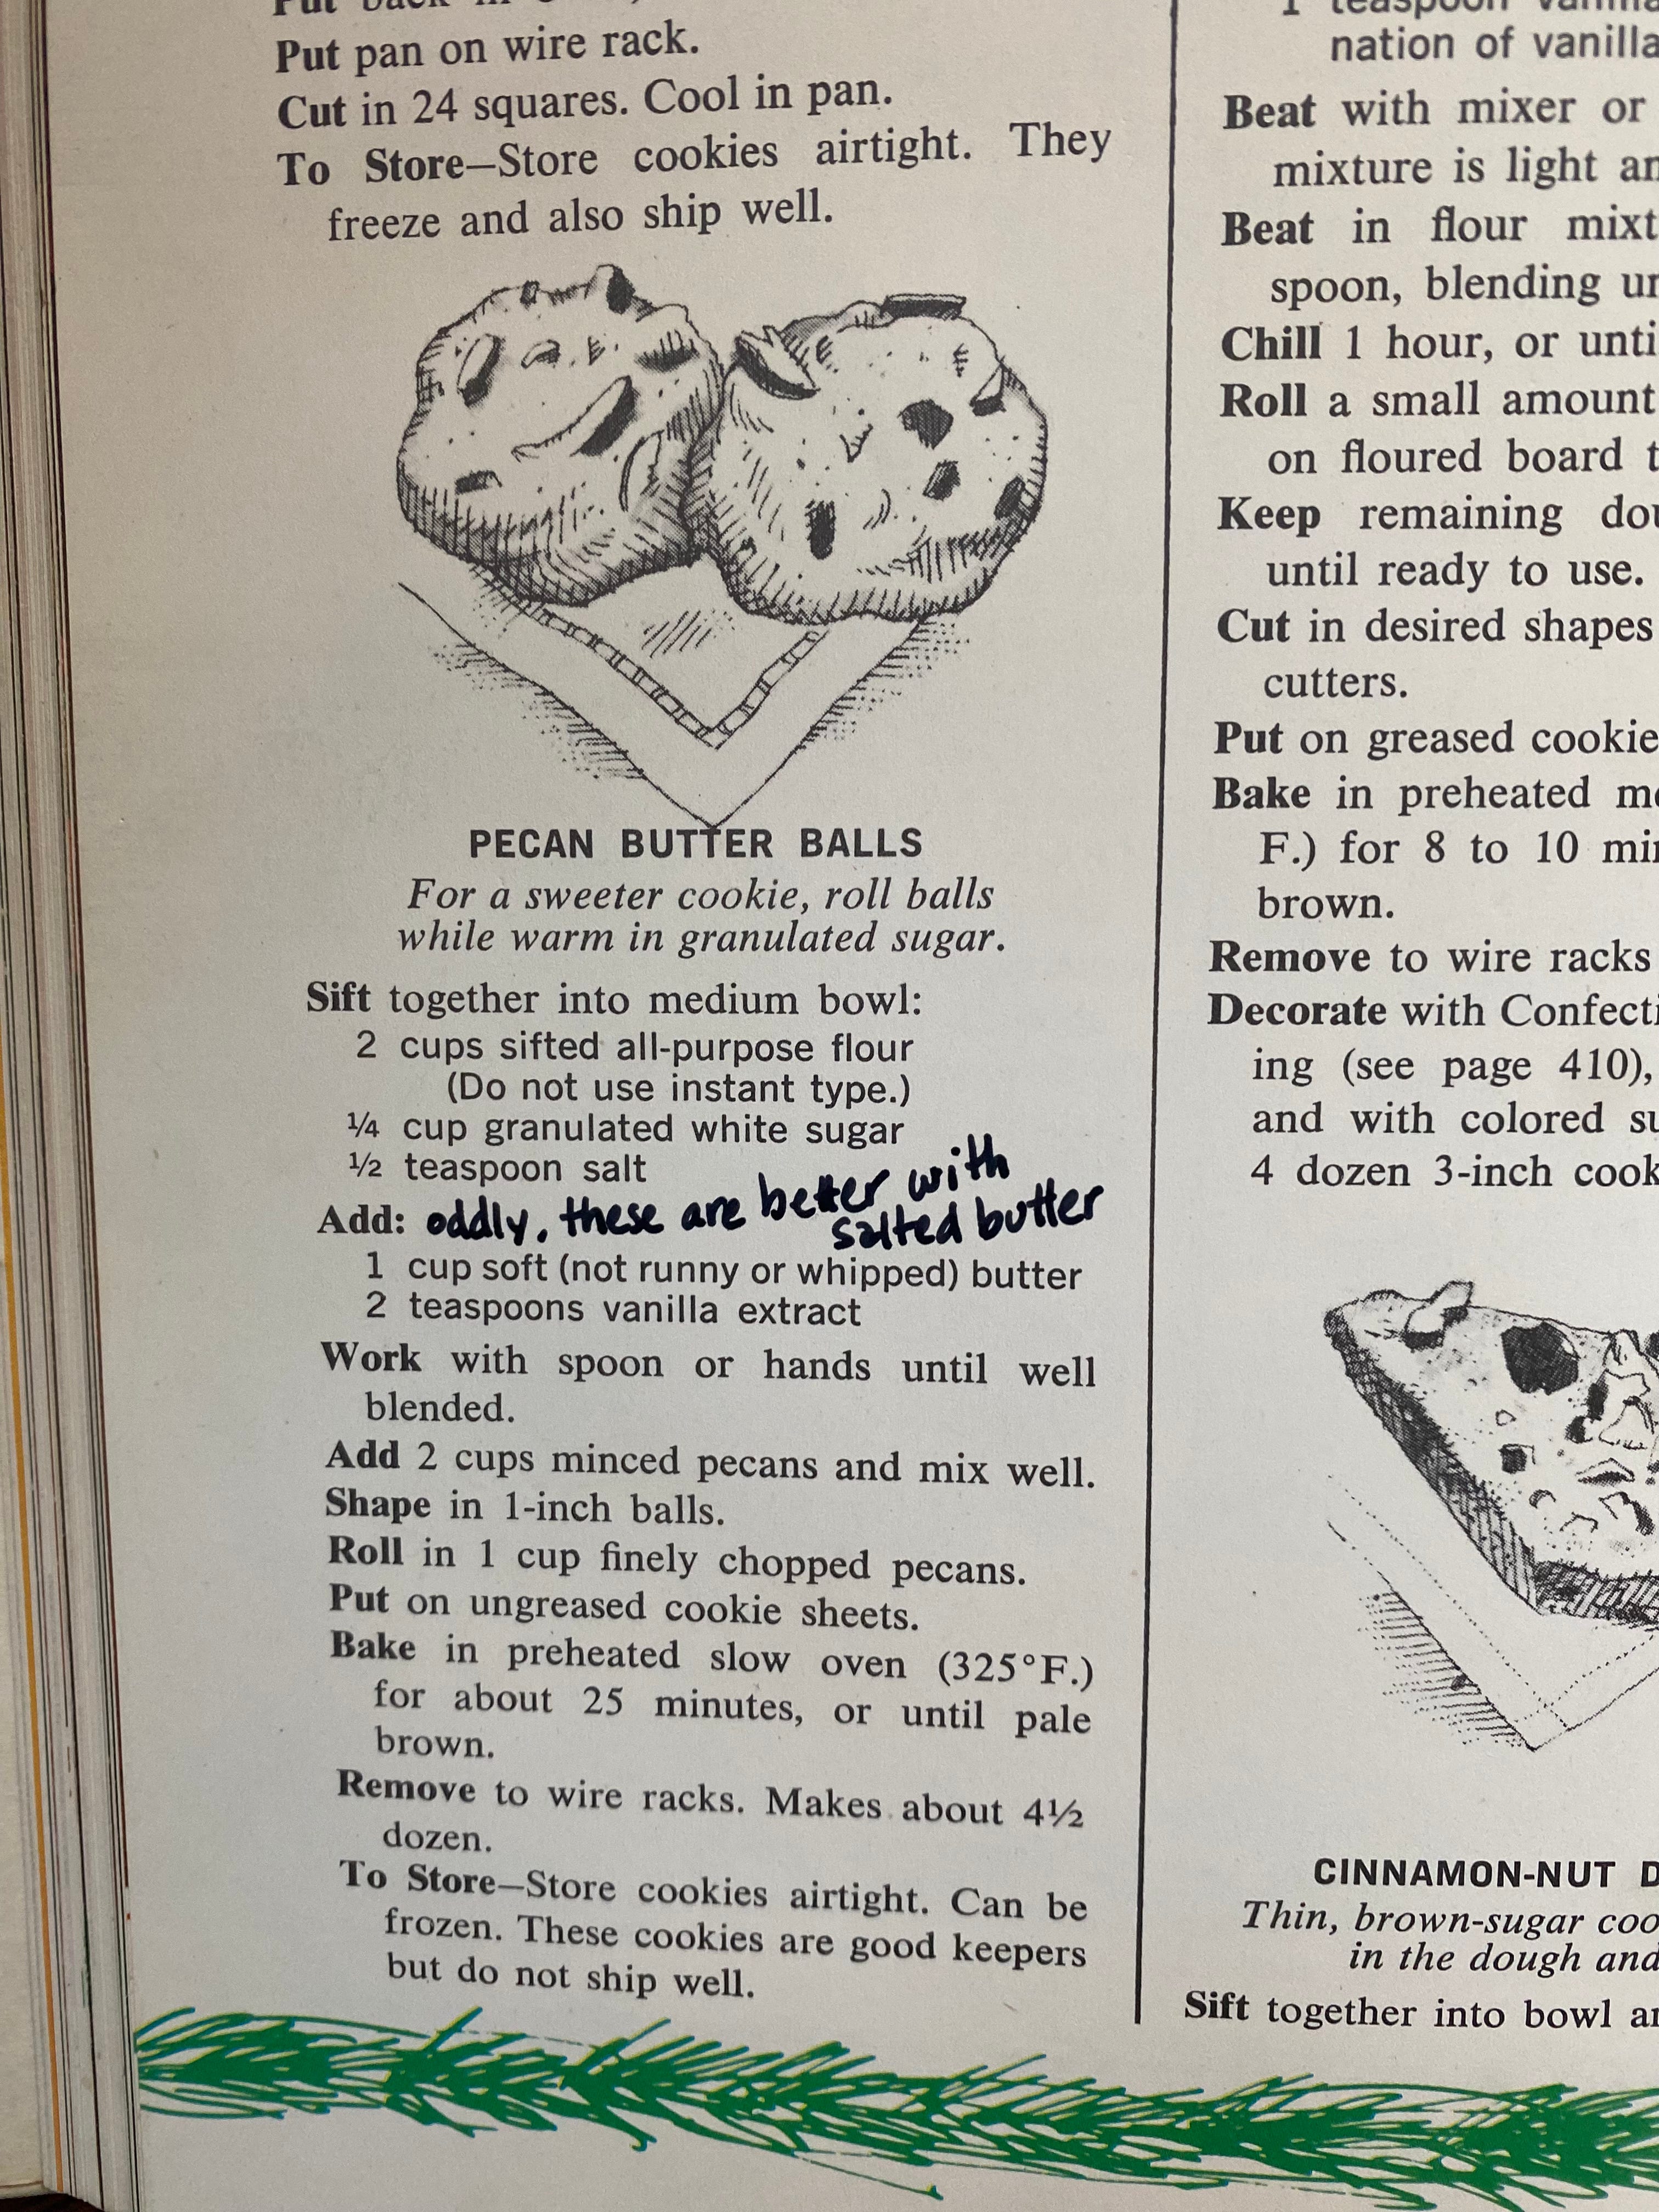 Put back in
Put pan on wire rack.
Cut in 24 squares. Cool in pan.
To Store—Store cookies airtight. They
freeze and also ship well.
PECAN BUTTER BALLS
For a sweeter cookie, roll balls
while warm in granulated sugar.
Sift together into medium bowl:
2 cups sifted all-purpose flour
(Do not use instant type.)
¼ cup granulated white sugar
½ teaspoon salt
Add: oddly, these are better with
salted butter
1 cup soft (not runny or whipped) butter
2 teaspoons vanilla extract
Work with spoon or hands until well
blended.
Add 2 cups minced pecans and mix well.
Shape in 1-inch balls.
Roll in 1 cup finely chopped pecans.
Put on ungreased cookie sheets.
Bake in preheated slow oven (325°F.)
for about 25 minutes, or until pale
brown.
Remove to wire racks. Makes about 4½
dozen.
To Store—Store cookies airtight. Can be
frozen. These cookies are good keepers
but do not ship well.
1 teaspoon
nation of vanilla
Beat with mixer or
mixture is light
Beat in flour
spoon, blending
Chill 1 hour, or
Roll a small amount
on floured board
Keep remaining
until ready to use.
Cut in desired shapes
cutters.
Put on greased cookie
Bake in preheated
F.) for 8 to 10
brown.
Remove to wire racks
Decorate with
ing (see page 410),
and with colored
4 dozen 3-inch
CINNAMON-NUT
Thin, brown-sugar
in the dough and
Sift together into bowl